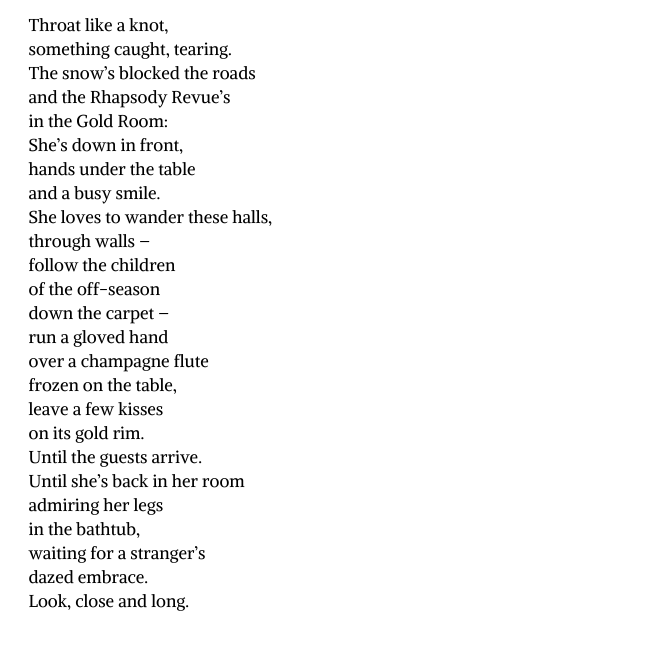 Throat like a knot,
something caught, tearing.
The snow’s blocked the roads
and the Rhapsody Revue’s
in the Gold Room:
She’s down in front,
hands under the table
and a busy smile.
She loves to wander these halls,
through walls –
follow the children
of the off-season
down the carpet –
run a gloved hand
over a champagne flute
frozen on the table,
leave a few kisses
on its gold rim.
Until the guests arrive.
Until she’s back in her room
admiring her legs
in the bathtub,
waiting for a stranger’s
dazed embrace.
Look, close and long.